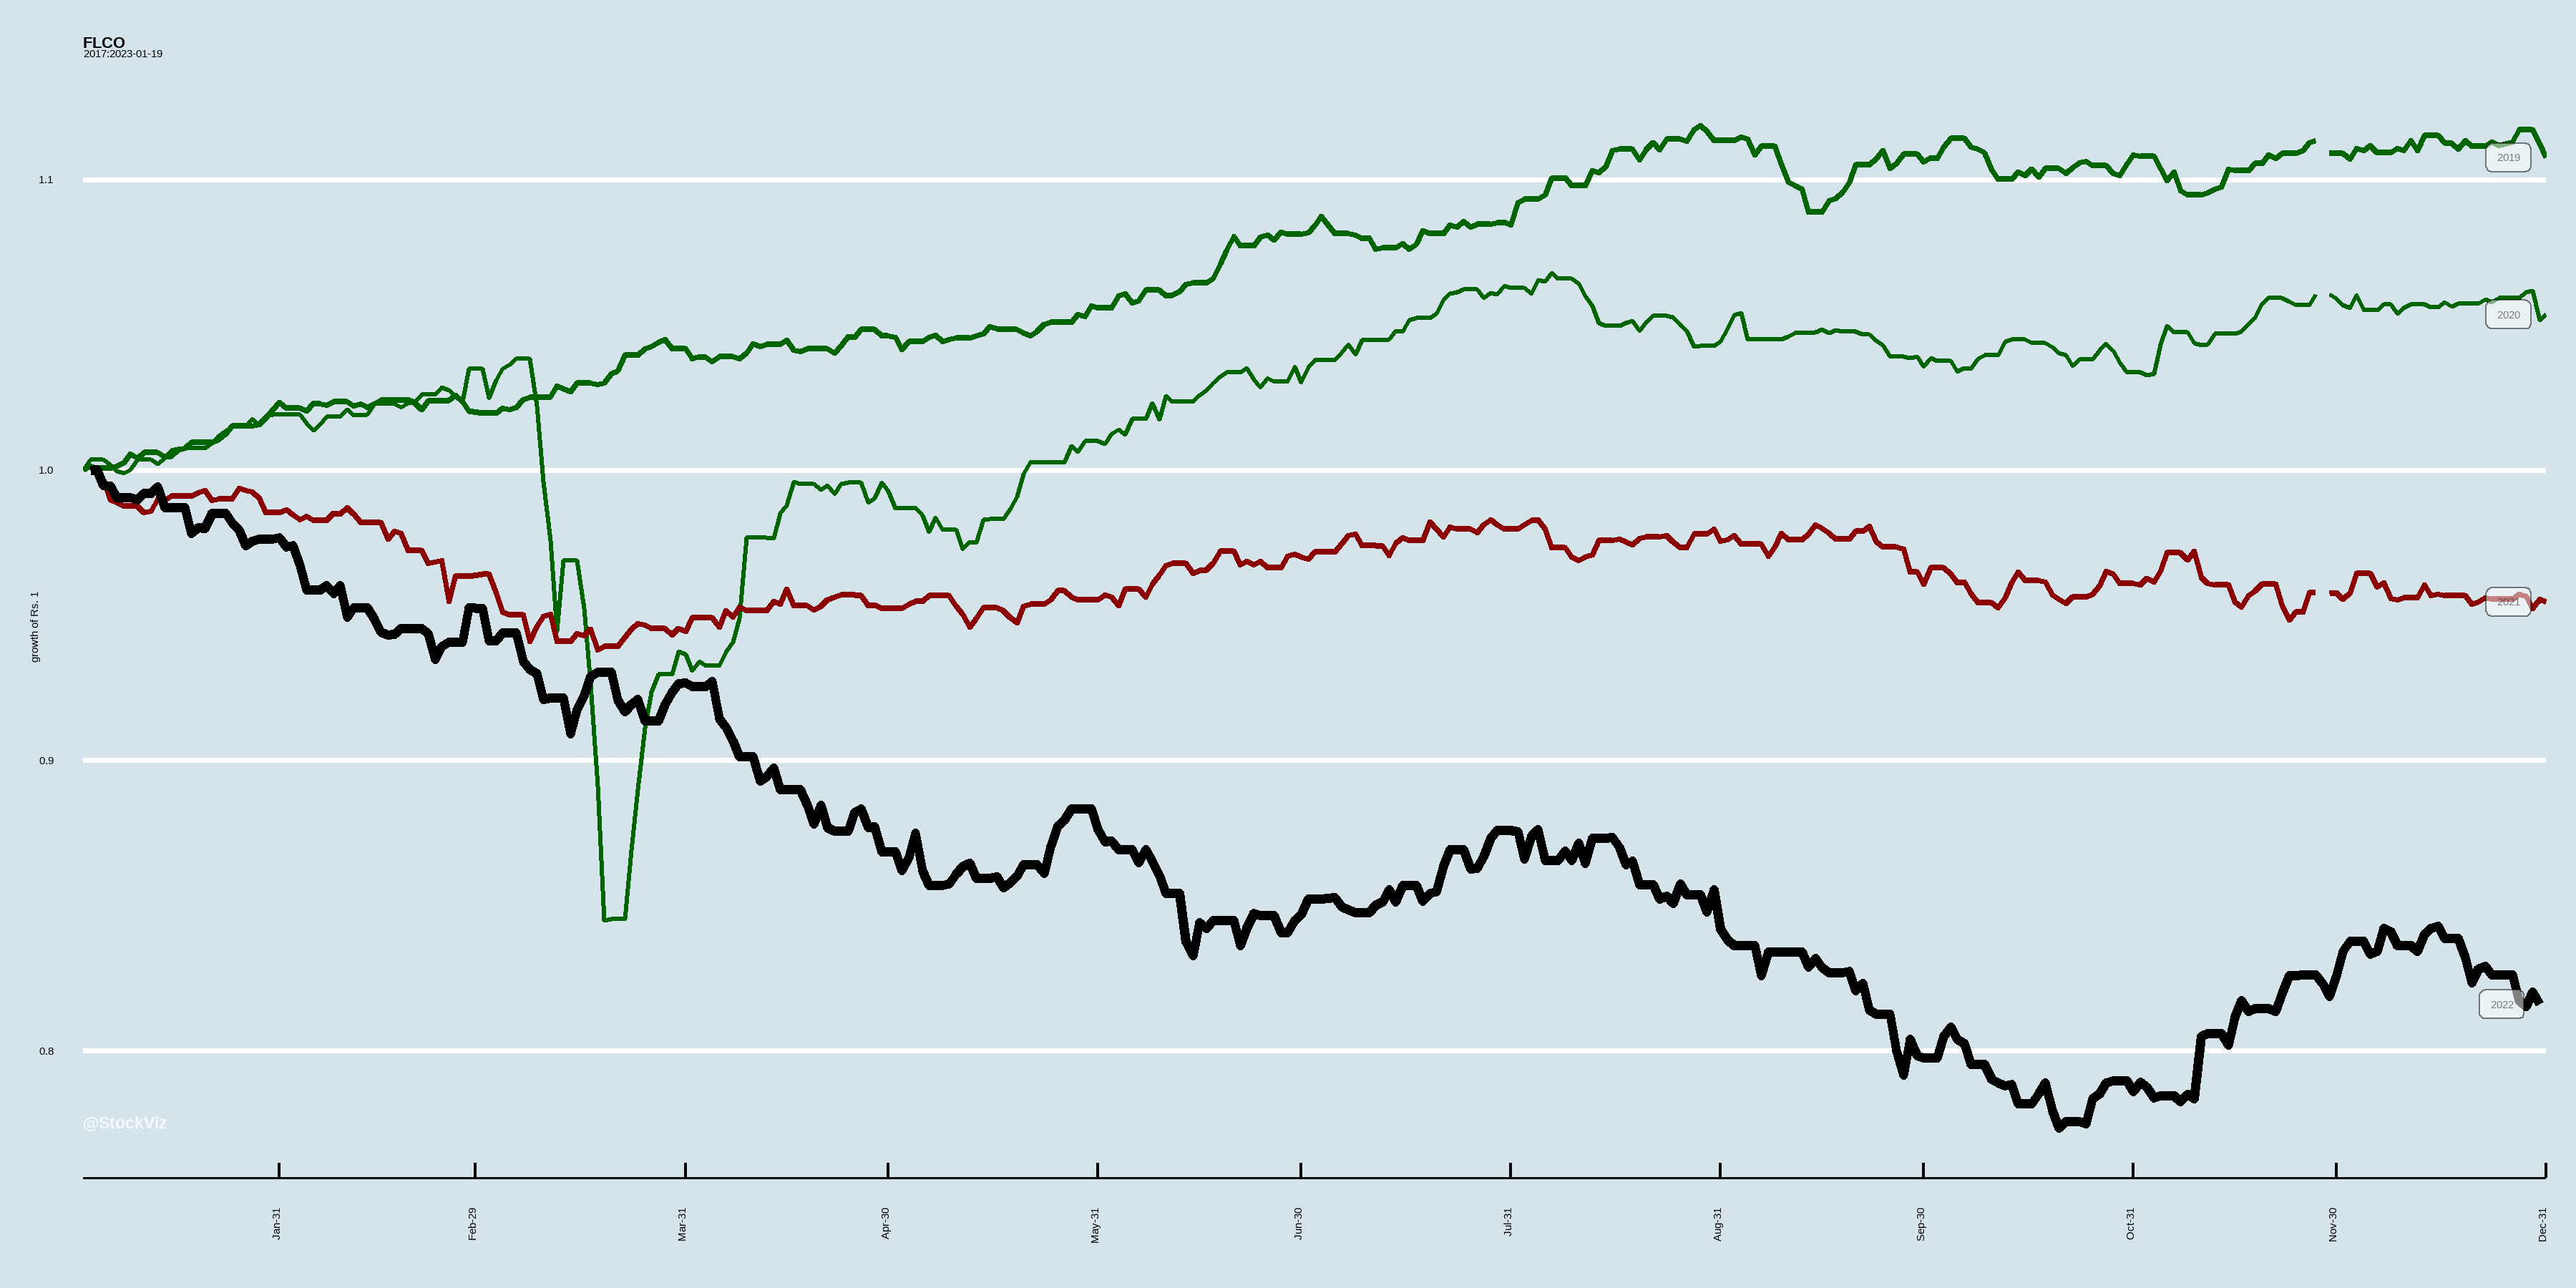 FLCO
2017:2023-01-19
1.1
1.0
0.9
0.8
growth of Rs. 1
2019
2020
2021
2022
@StockViz
Jan-31
Feb-29
Mar-31
Apr-30
May-31
Jun-30
Jul-31
Aug-31
Sep-30
Oct-31
Nov-30
Dec-31